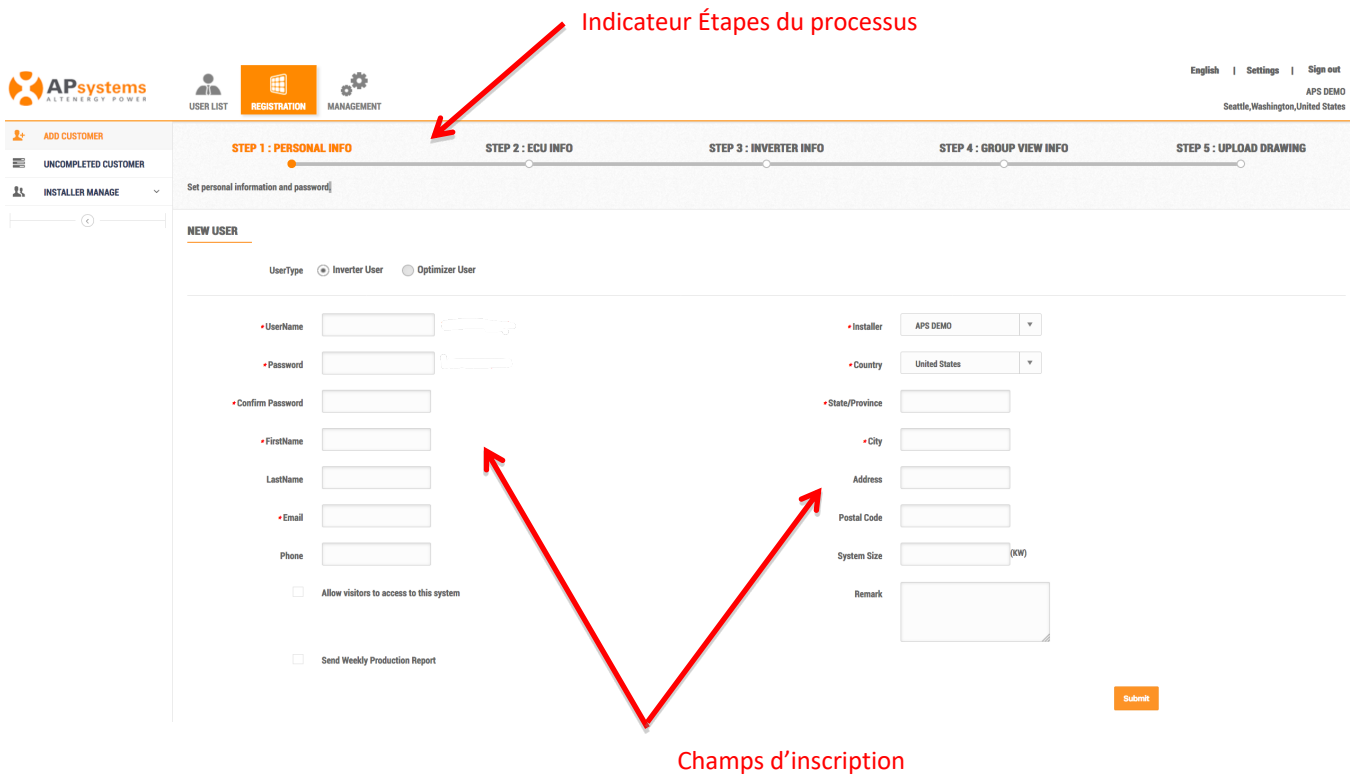 Indicateur Étapes du processus
APsystems
ALTENERGY POWER
USER LIST
REGISTRATION
MANAGEMENT
English | Settings | Sign out
APS DEMO
Seattle,Washington,United States
ADD CUSTOMER
UNCOMPLETED CUSTOMER
INSTALLER MANAGE
STEP 1 : PERSONAL INFO
STEP 2 : ECU INFO
STEP 3 : INVERTER INFO
STEP 4 : GROUP VIEW INFO
STEP 5 : UPLOAD DRAWING
Set personal information and password.
NEW USER
UserType Inverter User Optimizer User
*UserName
*Password
*Confirm Password
*FirstName
LastName
*Email
Phone
Allow visitors to access to this system
Send Weekly Production Report
*Installer APS DEMO
*Country United States
*State/Province
*City
Address
Postal Code
System Size (KW)
Remark
Submit
Champs d’inscription